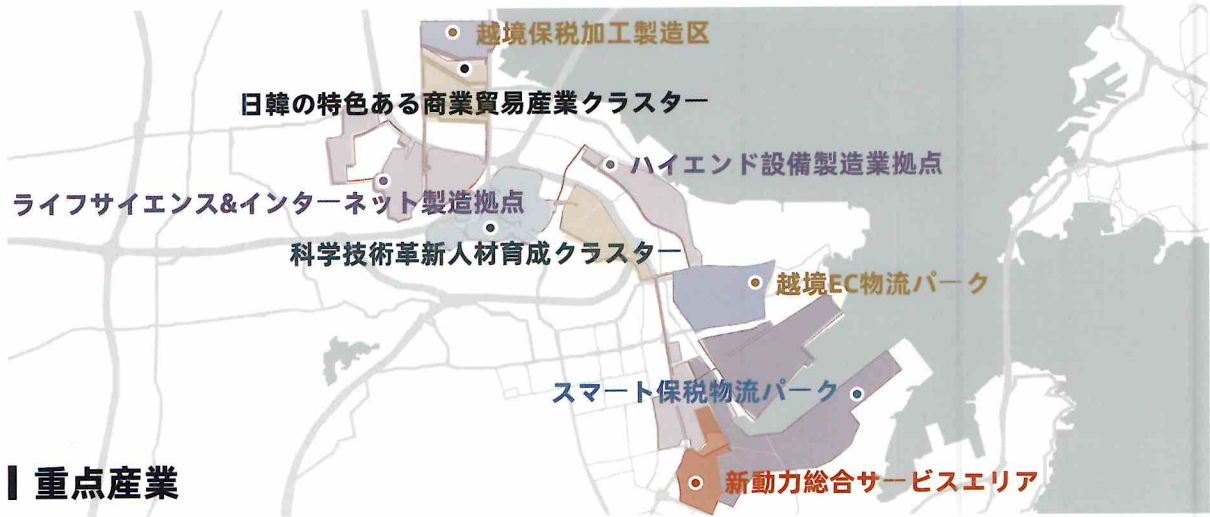 越境保税加工製造区
日韓の特色ある商業貿易産業クラスター
ハイエンド設備製造業拠点
ライフサイエンス&インターネット製造拠点
科学技術革新人材育成クラスター
越境EC物流パーク
スマート保税物流パーク
新動力総合サービスエリア
重点産業